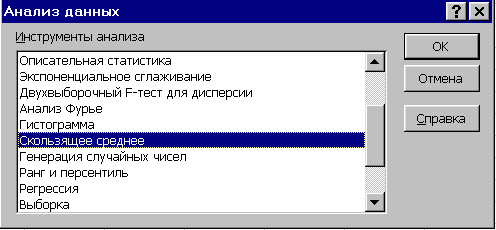 Анализ данных
Инструменты анализа
Описательная статистика
Экспоненциальное сглаживание
Двухвыборочный F-тест для дисперсии
Анализ Фурье
Гистограмма
Скользящее среднее
Генерация случайных чисел
Ранг и персентиль
Регрессия
Выборка
ОК
Отмена
Справка